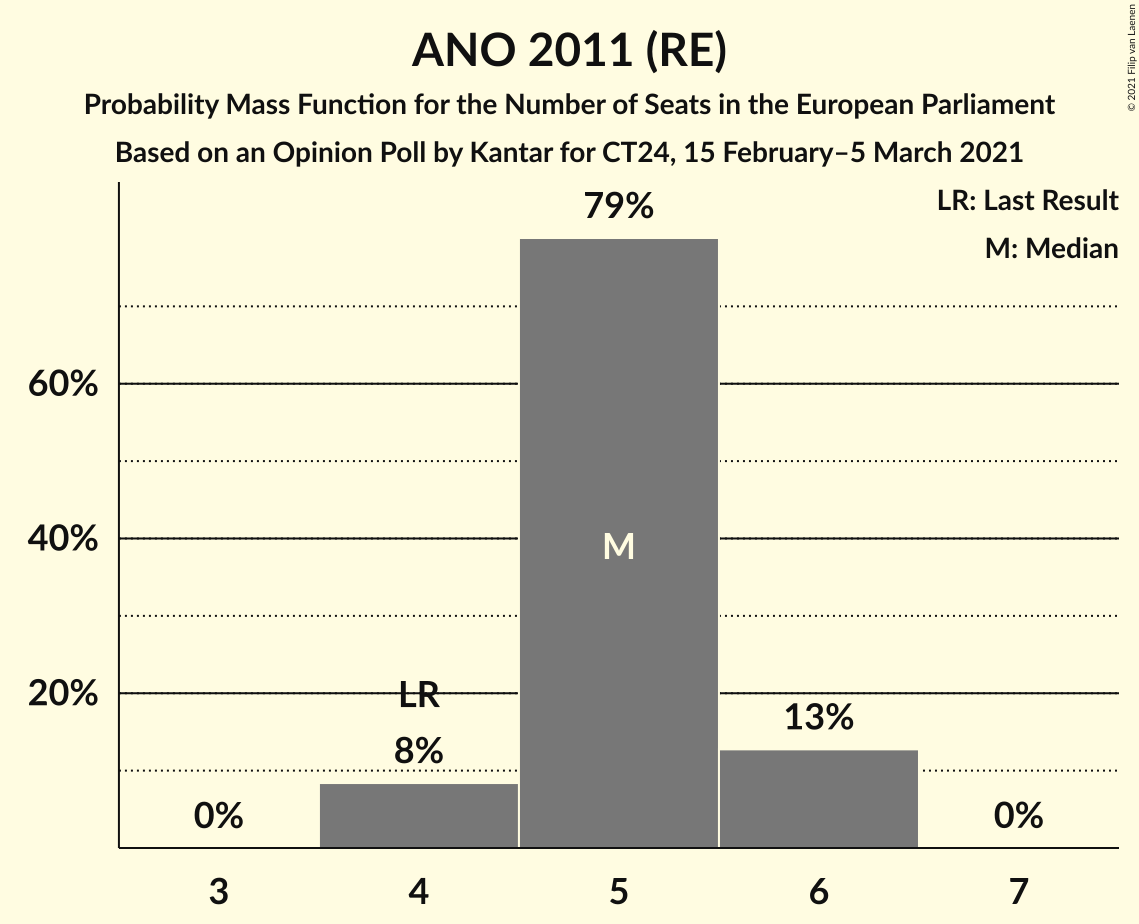 ANO 2011 (RE)
Probability Mass Function for the Number of Seats in the European Parliament
Based on an Opinion Poll by Kantar for CT24, 15 February–5 March 2021
© 2021 Filip van Laenen
LR: Last Result
M: Median
79%
60%
40%
M
20%
LR
13%
8%
0%
0%
3
4
5
6
7